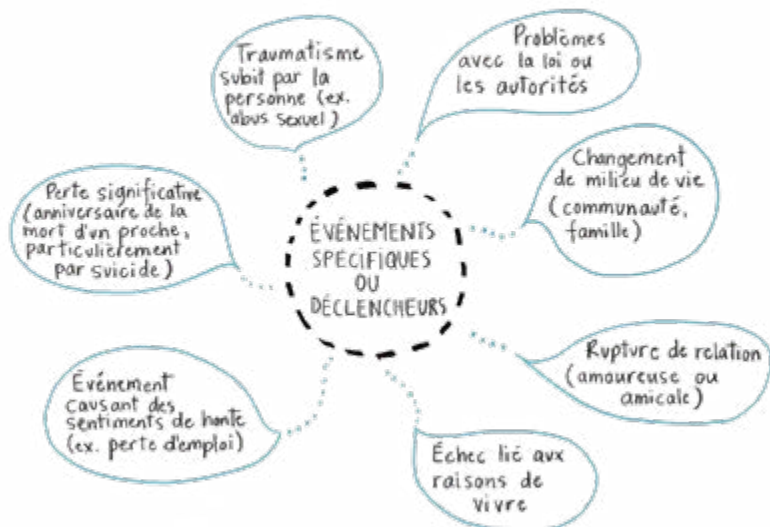 Traumatisme
subit par la
personne (ex.
abus sexuel)
Problèmes
avec la loi ou
les autorités
Changement
de milieu de vie
(communauté,
famille)
Rupture de relation
(amoureuse ou
amicale)
Échec lié aux
raisons de
vivre
Événement
causant des
sentiments de honte
(ex. perte d'emploi)
Perte significative
(anniversaire de la
mort d'un proche,
particulièrement
par suicide)
ÉVÉNEMENTS
SPÉCIFIQUES
OU
DÉCLENCHEURS